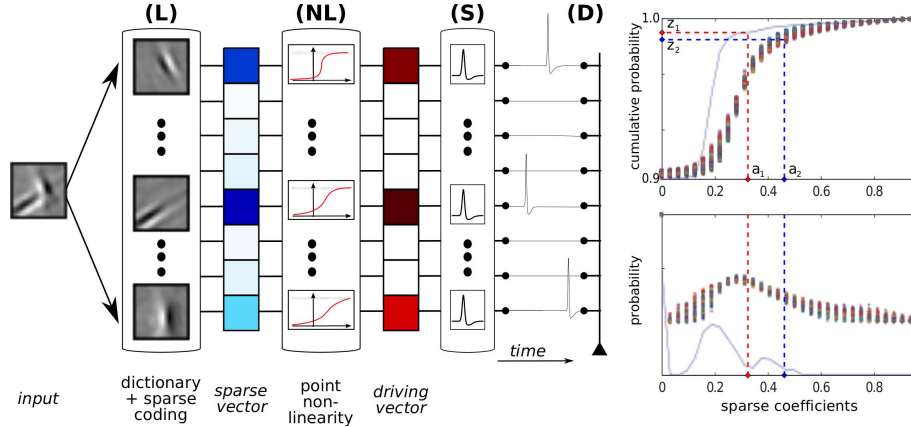 (L)
(NL)
(S)
(D)
time
input
dictionary
+ sparse
coding
sparse
vector
point
non-
linearity
driving
vector
1.0
z1
z2
cumulative probability
0.9
a1
a2
0.0
0.2
0.4
0.6
0.8
probability
0.0
0.2
0.4
0.6
0.8
sparse coefficients